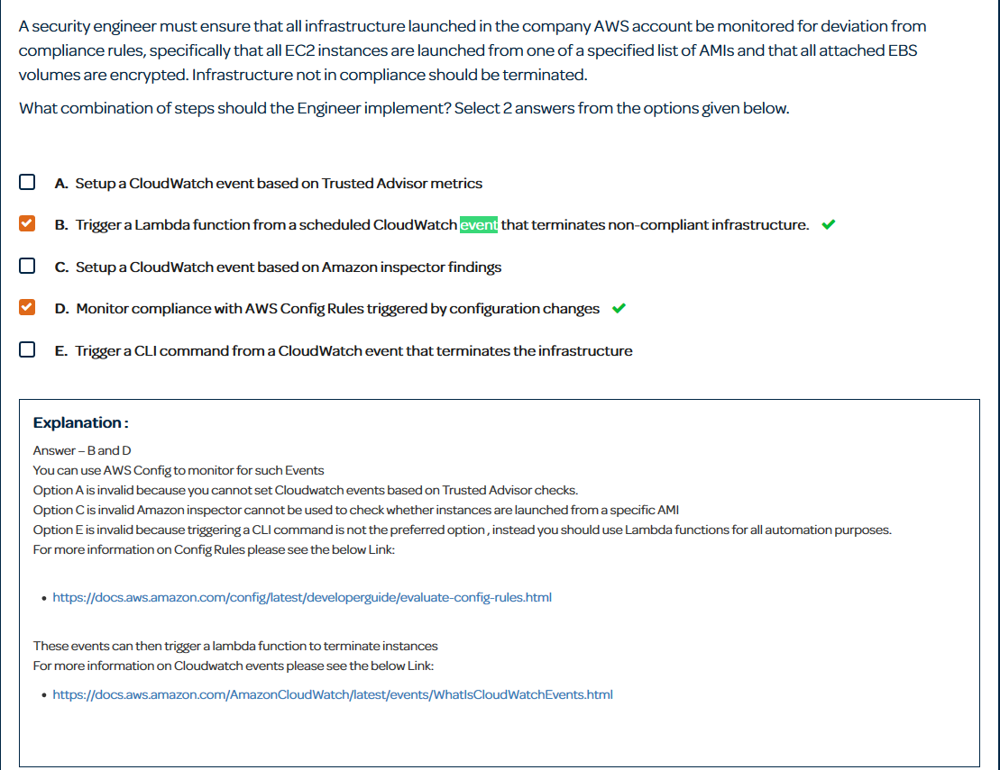 A security engineer must ensure that all infrastructure launched in the company AWS account be monitored for deviation from
compliance rules, specifically that all EC2 instances are launched from one of a specified list of AMIs and that all attached EBS
volumes are encrypted. Infrastructure not in compliance should be terminated.
What combination of steps should the Engineer implement? Select 2 answers from the options given below.
A. Setup a CloudWatch event based on Trusted Advisor metrics
B. Trigger a Lambda function from a scheduled CloudWatch event that terminates non-compliant infrastructure.
C. Setup a CloudWatch event based on Amazon inspector findings
D. Monitor compliance with AWS Config Rules triggered by configuration changes
E. Trigger a CLI command from a CloudWatch event that terminates the infrastructure
Explanation :
Answer – B and D
You can use AWS Config to monitor for such Events
Option A is invalid because you cannot set Cloudwatch events based on Trusted Advisor checks.
Option C is invalid Amazon inspector cannot be used to check whether instances are launched from a specific AMI
Option E is invalid because triggering a CLI command is not the preferred option , instead you should use Lambda functions for all automation purposes.
For more information on Config Rules please see the below Link:
• https://docs.aws.amazon.com/config/latest/developerguide/evaluate-config-rules.html
These events can then trigger a lambda function to terminate instances
For more information on Cloudwatch events please see the below Link:
• https://docs.aws.amazon.com/AmazonCloudWatch/latest/events/WhatIsCloudWatchEvents.html